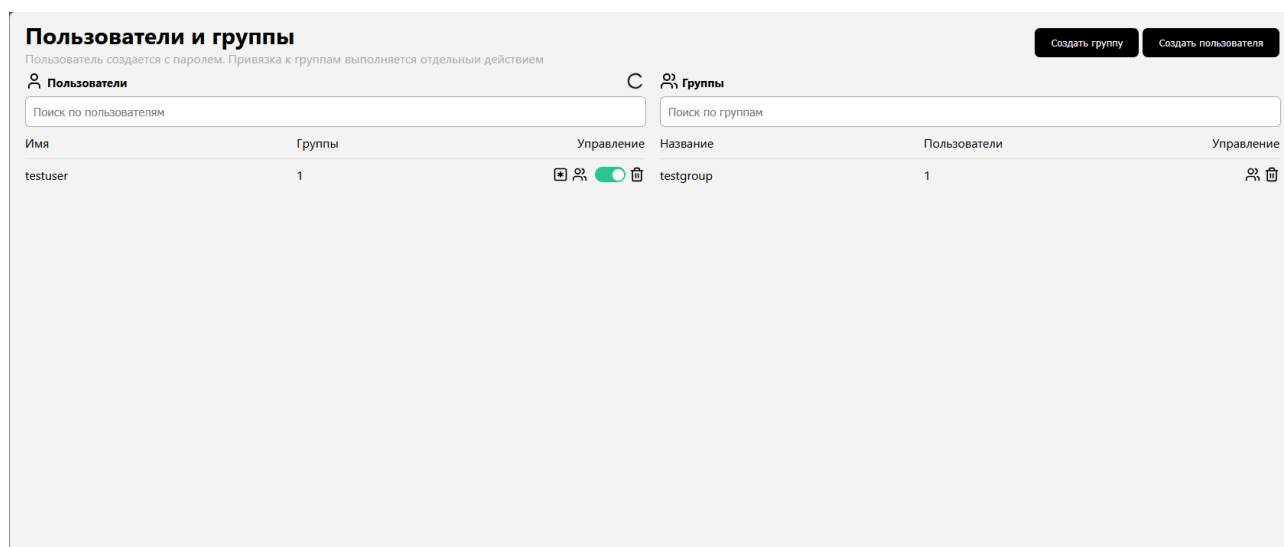 Пользователи и группы
Создать группу
Создать пользователя
Пользователь создается с паролем. Привязка к группам выполняется отдельным действием
Пользователи
Группы
Поиск по пользователям
Поиск по группам
Имя Группы Управление
Название Пользователи Управление
testuser 1
testgroup 1